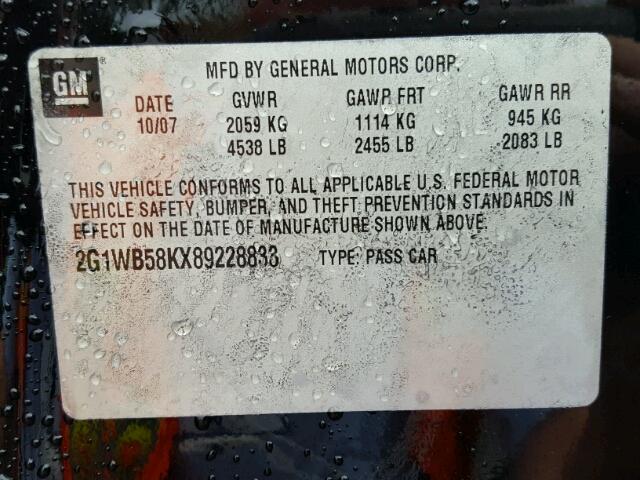 GM
MFD BY GENERAL MOTORS CORP.
DATE GVWR GAWR FRT GAWR RR
10/07 2059 KG 1114 KG 945 KG
4538 LB 2455 LB 2083 LB
THIS VEHICLE CONFORMS TO ALL APPLICABLE U.S. FEDERAL MOTOR
VEHICLE SAFETY, BUMPER, AND THEFT PREVENTION STANDARDS IN
EFFECT ON THE DATE OF MANUFACTURE SHOWN ABOVE.
2G1WB58KX89228833 TYPE: PASS CAR